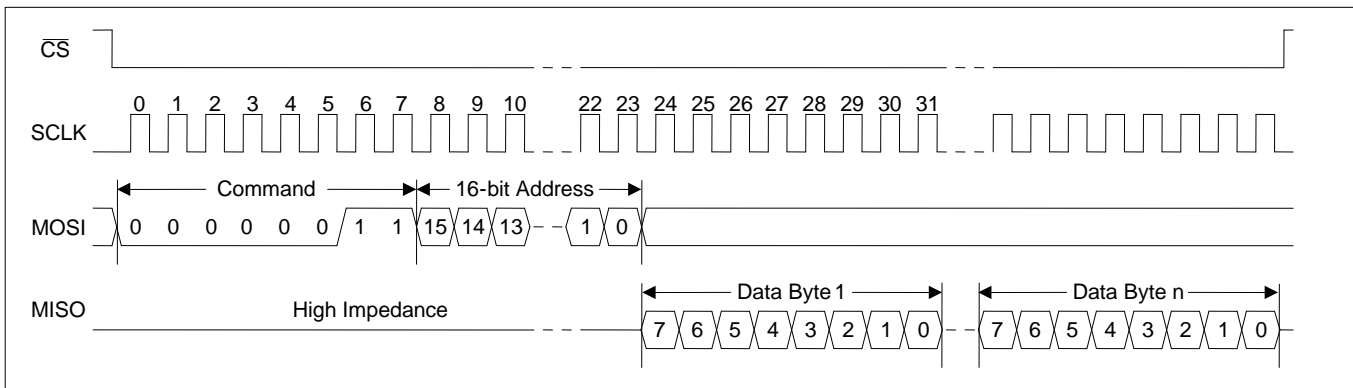 CS
0 1 2 3 4 5 6 7 8 9 10 22 23 24 25 26 27 28 29 30 31
SCLK
Command 16-bit Address
MOSI 0 0 0 0 0 0 1 1 15 14 13 1 0
Data Byte 1 Data Byte n
MISO High Impedance
7 6 5 4 3 2 1 0 7 6 5 4 3 2 1 0